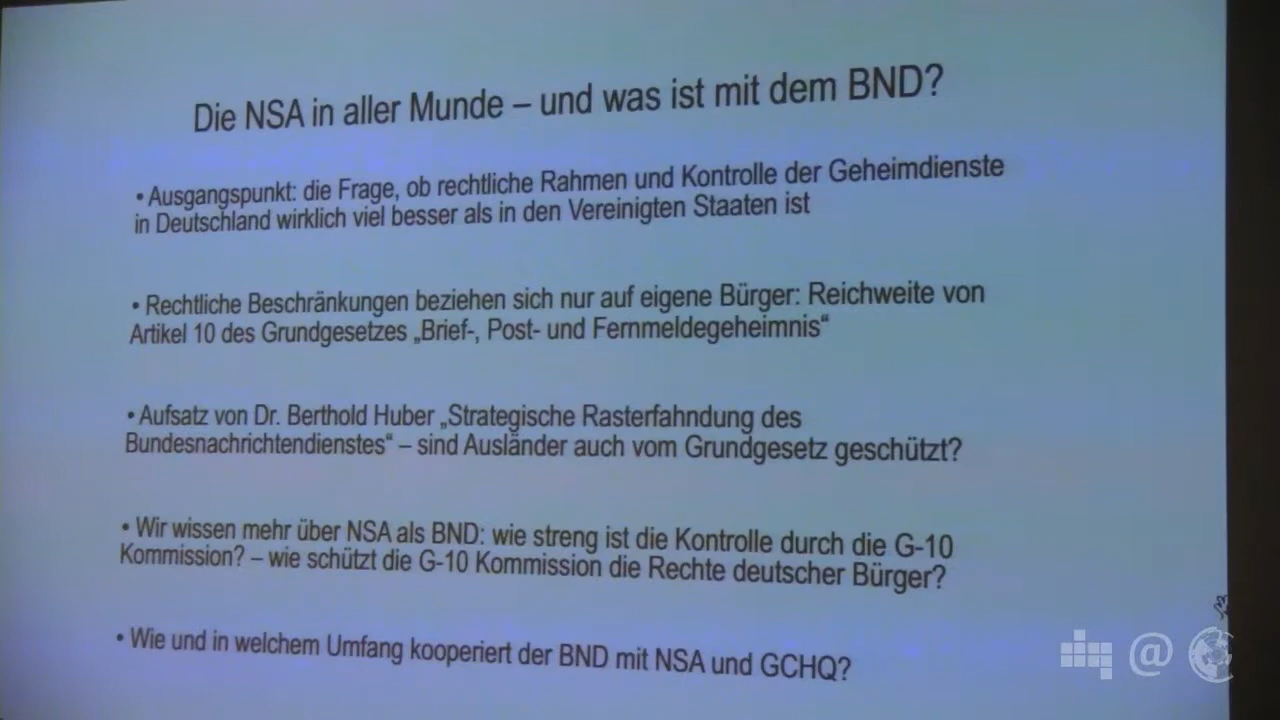 Die NSA in aller Munde – und was ist mit dem BND?
• Ausgangspunkt: die Frage, ob rechtliche Rahmen und Kontrolle der Geheimdienste
in Deutschland wirklich viel besser als in den Vereinigten Staaten ist
• Rechtliche Beschränkungen beziehen sich nur auf eigene Bürger: Reichweite von
Artikel 10 des Grundgesetzes „Brief-, Post- und Fernmeldegeheimnis“
• Aufsatz von Dr. Berthold Huber „Strategische Rasterfahndung des
Bundesnachrichtendienstes“ – sind Ausländer auch vom Grundgesetz geschützt?
• Wir wissen mehr über NSA als BND: wie streng ist die Kontrolle durch die G-10
Kommission? – wie schützt die G-10 Kommission die Rechte deutscher Bürger?
• Wie und in welchem Umfang kooperiert der BND mit NSA und GCHQ?
@